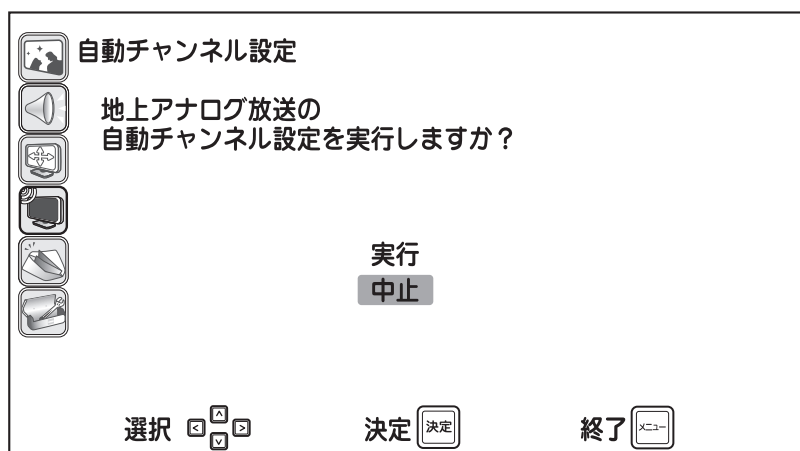 自動チャンネル設定
地上アナログ放送の
自動チャンネル設定を実行しますか？
実行
中止
選択 決定 決定 終了 メニュー